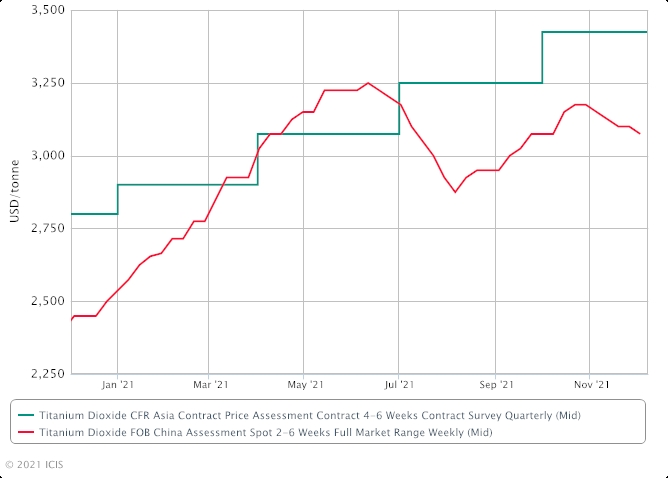 3,500
3,250
3,000
2,750
2,500
2,250
USD/tonne
Jan '21
Mar '21
May '21
Jul '21
Sep '21
Nov '21
Titanium Dioxide CFR Asia Contract Price Assessment Contract 4-6 Weeks Contract Survey Quarterly (Mid)
Titanium Dioxide FOB China Assessment Spot 2-6 Weeks Full Market Range Weekly (Mid)
© 2021 ICIS